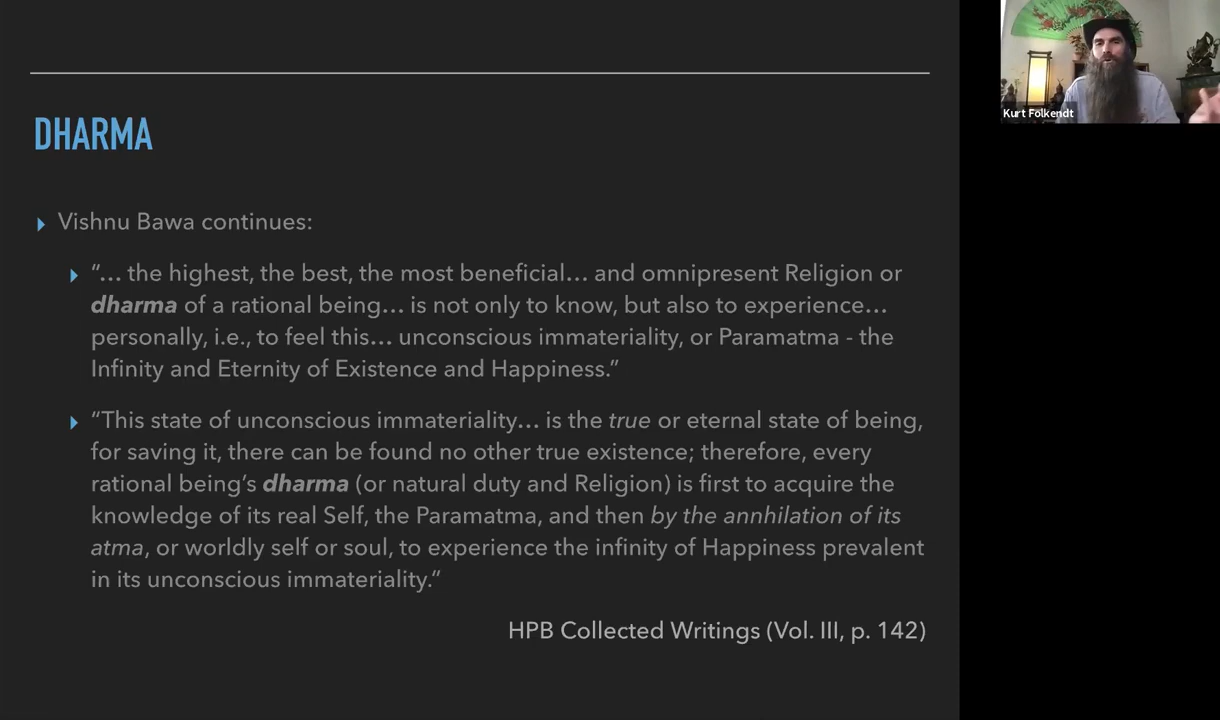 DHARMA
Vishnu Bawa continues:
“… the highest, the best, the most beneficial… and omnipresent Religion or
dharma of a rational being… is not only to know, but also to experience…
personally, i.e., to feel this… unconscious immateriality, or Paramatma - the
Infinity and Eternity of Existence and Happiness.”
“This state of unconscious immateriality… is the true or eternal state of being,
for saving it, there can be found no other true existence; therefore, every
rational being’s dharma (or natural duty and Religion) is first to acquire the
knowledge of its real Self, the Paramatma, and then by the annhilation of its
atma, or worldly self or soul, to experience the infinity of Happiness prevalent
in its unconscious immateriality.”
HPB Collected Writings (Vol. III, p. 142)
Kurt Folkendt